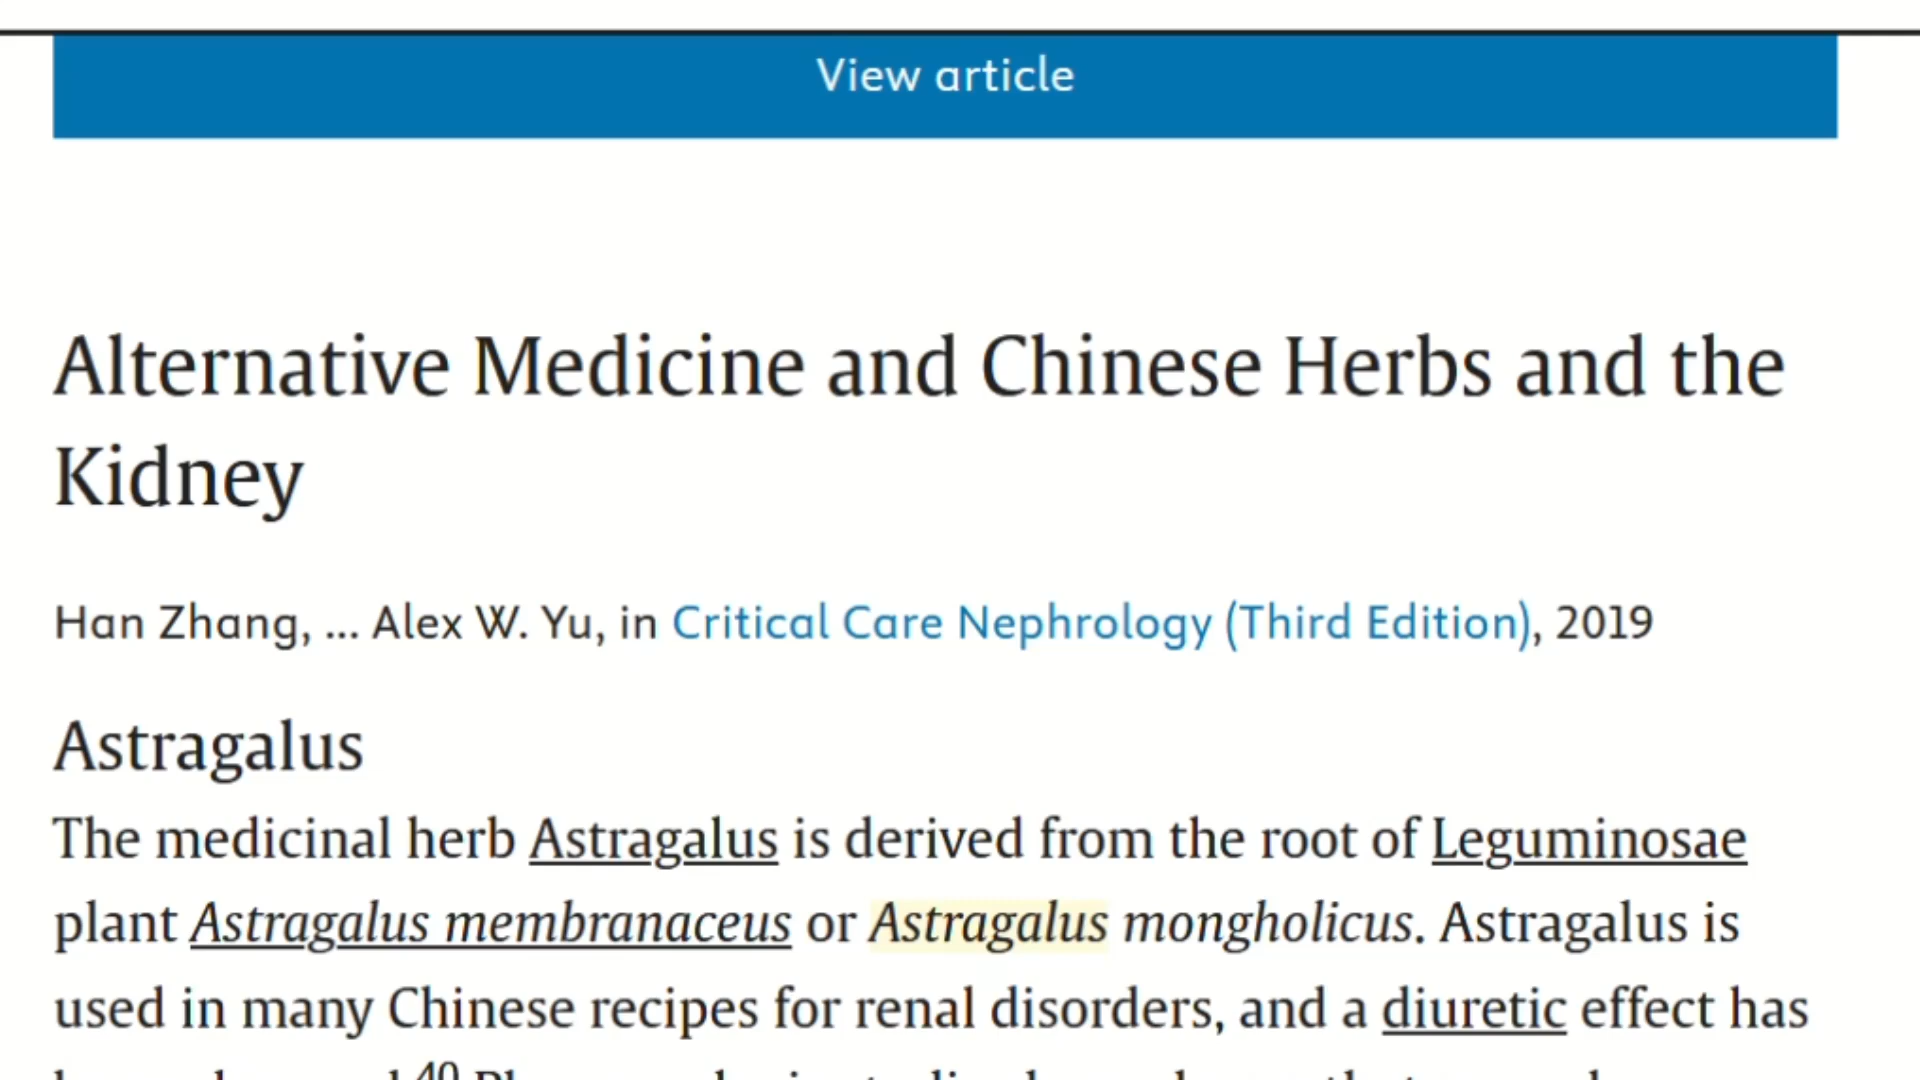 View article
Alternative Medicine and Chinese Herbs and the
Kidney
Han Zhang, ... Alex W. Yu, in Critical Care Nephrology (Third Edition), 2019
Astragalus
The medicinal herb Astragalus is derived from the root of Leguminosae
plant Astragalus membranaceus or Astragalus mongholicus. Astragalus is
used in many Chinese recipes for renal disorders, and a diuretic effect has
40